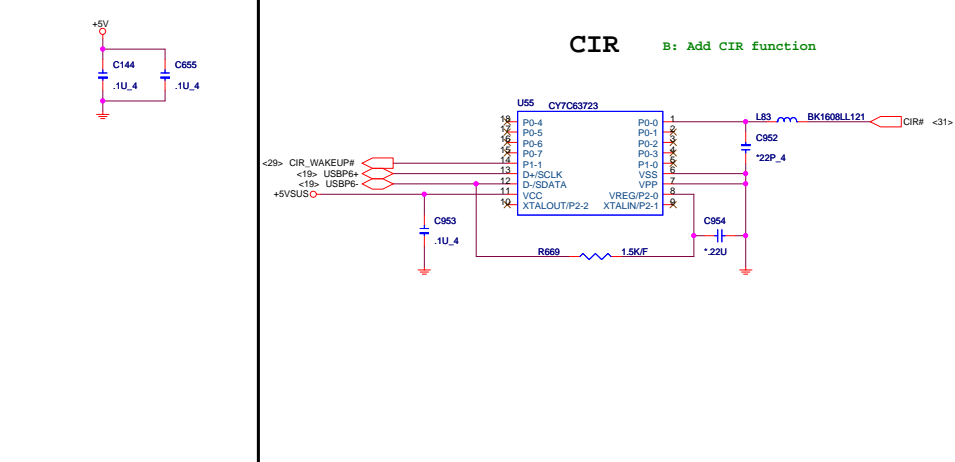 +5V
C144
.1U_4
C655
.1U_4
CIR
B: Add CIR function
U55
CY7C63723
18 P0-4
17 P0-5
16 P0-6
15 P0-7
14 P1-1
13 D+/SCLK
12 D-/SDATA
11 VCC
10 XTALOUT/P2-2
P0-0 1
P0-1 2
P0-2 3
P0-3 4
P1-0 5
VSS 6
VPP 7
VREG/P2-0 8
XTALIN/P2-1 9
<29> CIR_WAKEUP#
<19> USBP6+
<19> USBP6-
+5VSUS
L83
BK1608LL121
CIR# <31>
C952
*22P_4
C953
.1U_4
C954
*.22U
R669
1.5K/F